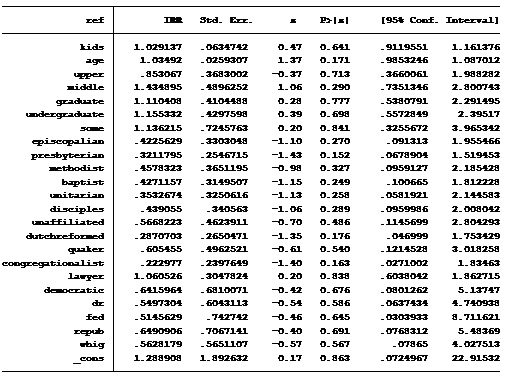 ref IRR Std. Err. z P>|z| [95% Conf. Interval]
kids 1.029137 .0634742 0.47 0.641 .9119551 1.161376
age 1.03492 .0259307 1.37 0.171 .9853246 1.087012
upper .853067 .3683002 -0.37 0.713 .3660061 1.988282
middle 1.434895 .4896252 1.06 0.290 .7351346 2.800743
graduate 1.110408 .4104488 0.28 0.777 .5380791 2.291495
undergraduate 1.155332 .4297598 0.39 0.698 .5572849 2.39517
some 1.136215 .7245763 0.20 0.841 .3255672 3.965342
episcopalian .4225629 .3303048 -1.10 0.270 .091313 1.955466
presbyterian .3211795 .2546715 -1.43 0.152 .0678904 1.519453
methodist .4578323 .3651195 -0.98 0.327 .0959127 2.185428
baptist .4271157 .3149507 -1.15 0.249 .100665 1.812228
unitarian .3532674 .3250616 -1.13 0.258 .0581921 2.144583
disciples .439055 .340563 -1.06 0.289 .0959986 2.008042
unaffiliated .5668223 .4623911 -0.70 0.486 .1145699 2.804293
dutchreformed .2870703 .2650471 -1.35 0.176 .046999 1.753429
quaker .605455 .4962521 -0.61 0.540 .1214528 3.018258
congregationalist .222977 .2397649 -1.40 0.163 .0271002 1.83463
lawyer 1.060526 .3047824 0.20 0.838 .6038042 1.862715
democratic .6415964 .6810071 -0.42 0.676 .0801262 5.13747
dr .5497304 .6043113 -0.54 0.586 .0637434 4.740938
fed .5145629 .742742 -0.46 0.645 .0303933 8.711621
repub .6490906 .7067141 -0.40 0.691 .0768312 5.48369
whig .5628179 .5651107 -0.57 0.567 .07865 4.027513
_cons 1.288908 1.892632 0.17 0.863 .0724967 22.91532